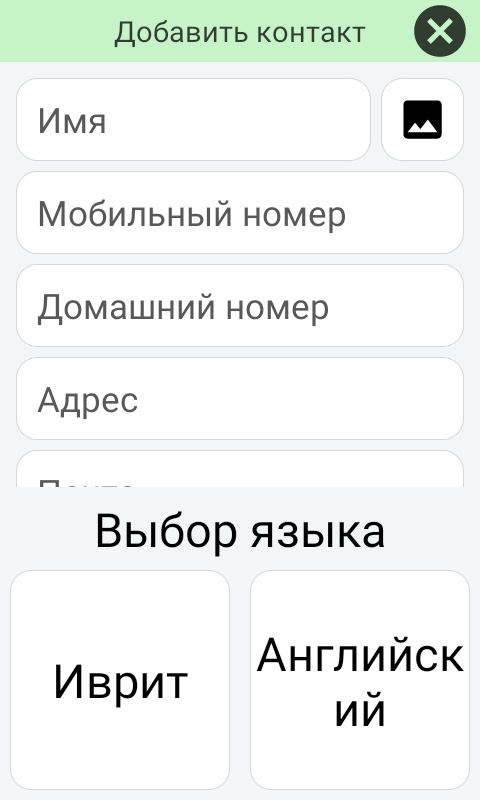 Добавить контакт
Имя
Мобильный номер
Домашний номер
Адрес
Выбор языка
Иврит
Английск
ий